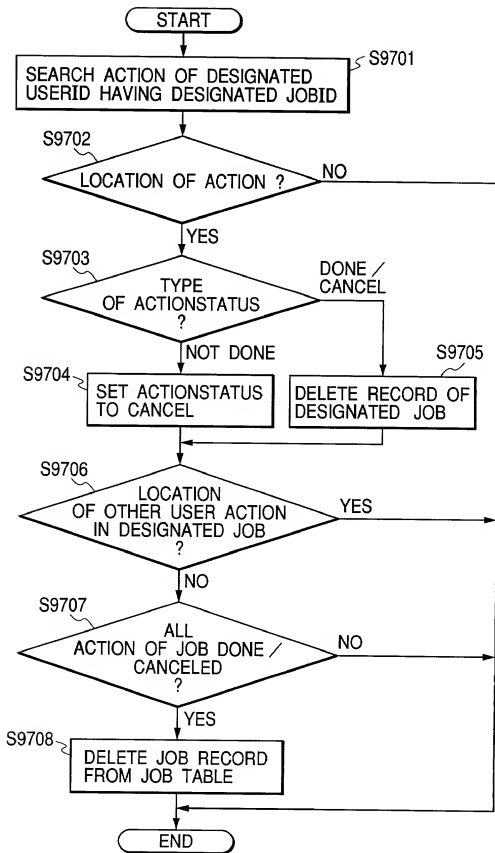 START
S9701
SEARCH ACTION OF DESIGNATED
USERID HAVING DESIGNATED JOBID
S9702
LOCATION OF ACTION ?
NO
YES
S9703
TYPE
OF ACTIONSTATUS
?
DONE /
CANCEL
NOT DONE
S9704
SET ACTIONSTATUS
TO CANCEL
S9705
DELETE RECORD OF
DESIGNATED JOB
S9706
LOCATION
OF OTHER USER ACTION
IN DESIGNATED JOB
?
YES
NO
S9707
ALL
ACTION OF JOB DONE /
CANCELED
?
NO
YES
S9708
DELETE JOB RECORD
FROM JOB TABLE
END